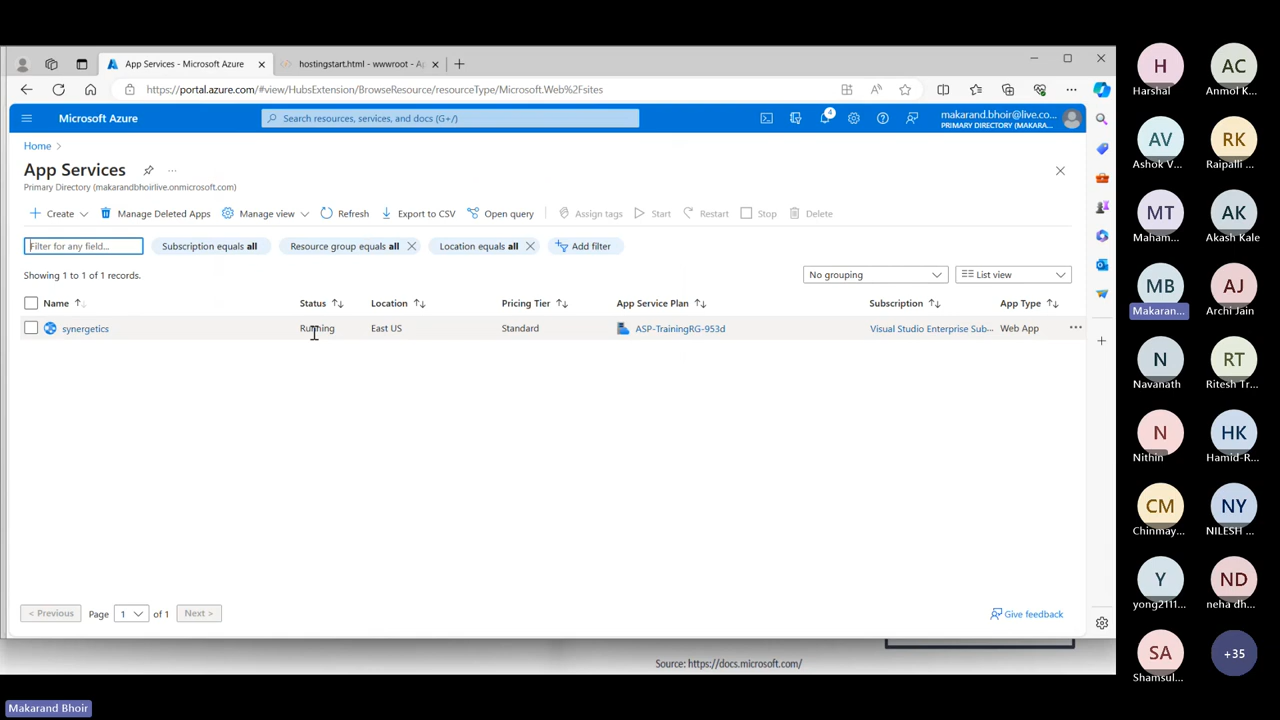 App Services - Microsoft Azure
hostingstart.html - wwwroot - Ap
https://portal.azure.com/#view/HubsExtension/BrowseResource/resourceType/Microsoft.Web%2Fsites
Microsoft Azure
Search resources, services, and docs (G+/)
4
makarand.bhoir@live.co...
PRIMARY DIRECTORY (MAKARA...
Home >
App Services
...
Primary Directory (makarandbhoirlive.onmicrosoft.com)
Create
Manage Deleted Apps
Manage view
Refresh
Export to CSV
Open query
Assign tags
Start
Restart
Stop
Delete
Filter for any field...
Subscription equals all
Resource group equals all
Location equals all
Add filter
Showing 1 to 1 of 1 records.
No grouping
List view
Name
Status
Location
Pricing Tier
App Service Plan
Subscription
App Type
synergetics
Running
East US
Standard
ASP-TrainingRG-953d
Visual Studio Enterprise Sub...
Web App
...
< Previous
Page
1
of 1
Next >
Give feedback
Source: https://docs.microsoft.com/
Makarand Bhoir
H
Harshal
AC
Anmol K...
AV
Ashok V...
RK
Raipalli ...
MT
Maham...
AK
Akash Kale
MB
Makaran...
AJ
Archi Jain
N
Navanath
RT
Ritesh Tr...
N
Nithin
HK
Hamid-R...
CM
Chinmay...
NY
NILESH ...
Y
yong2111...
ND
neha dh...
SA
Shamsul...
+35